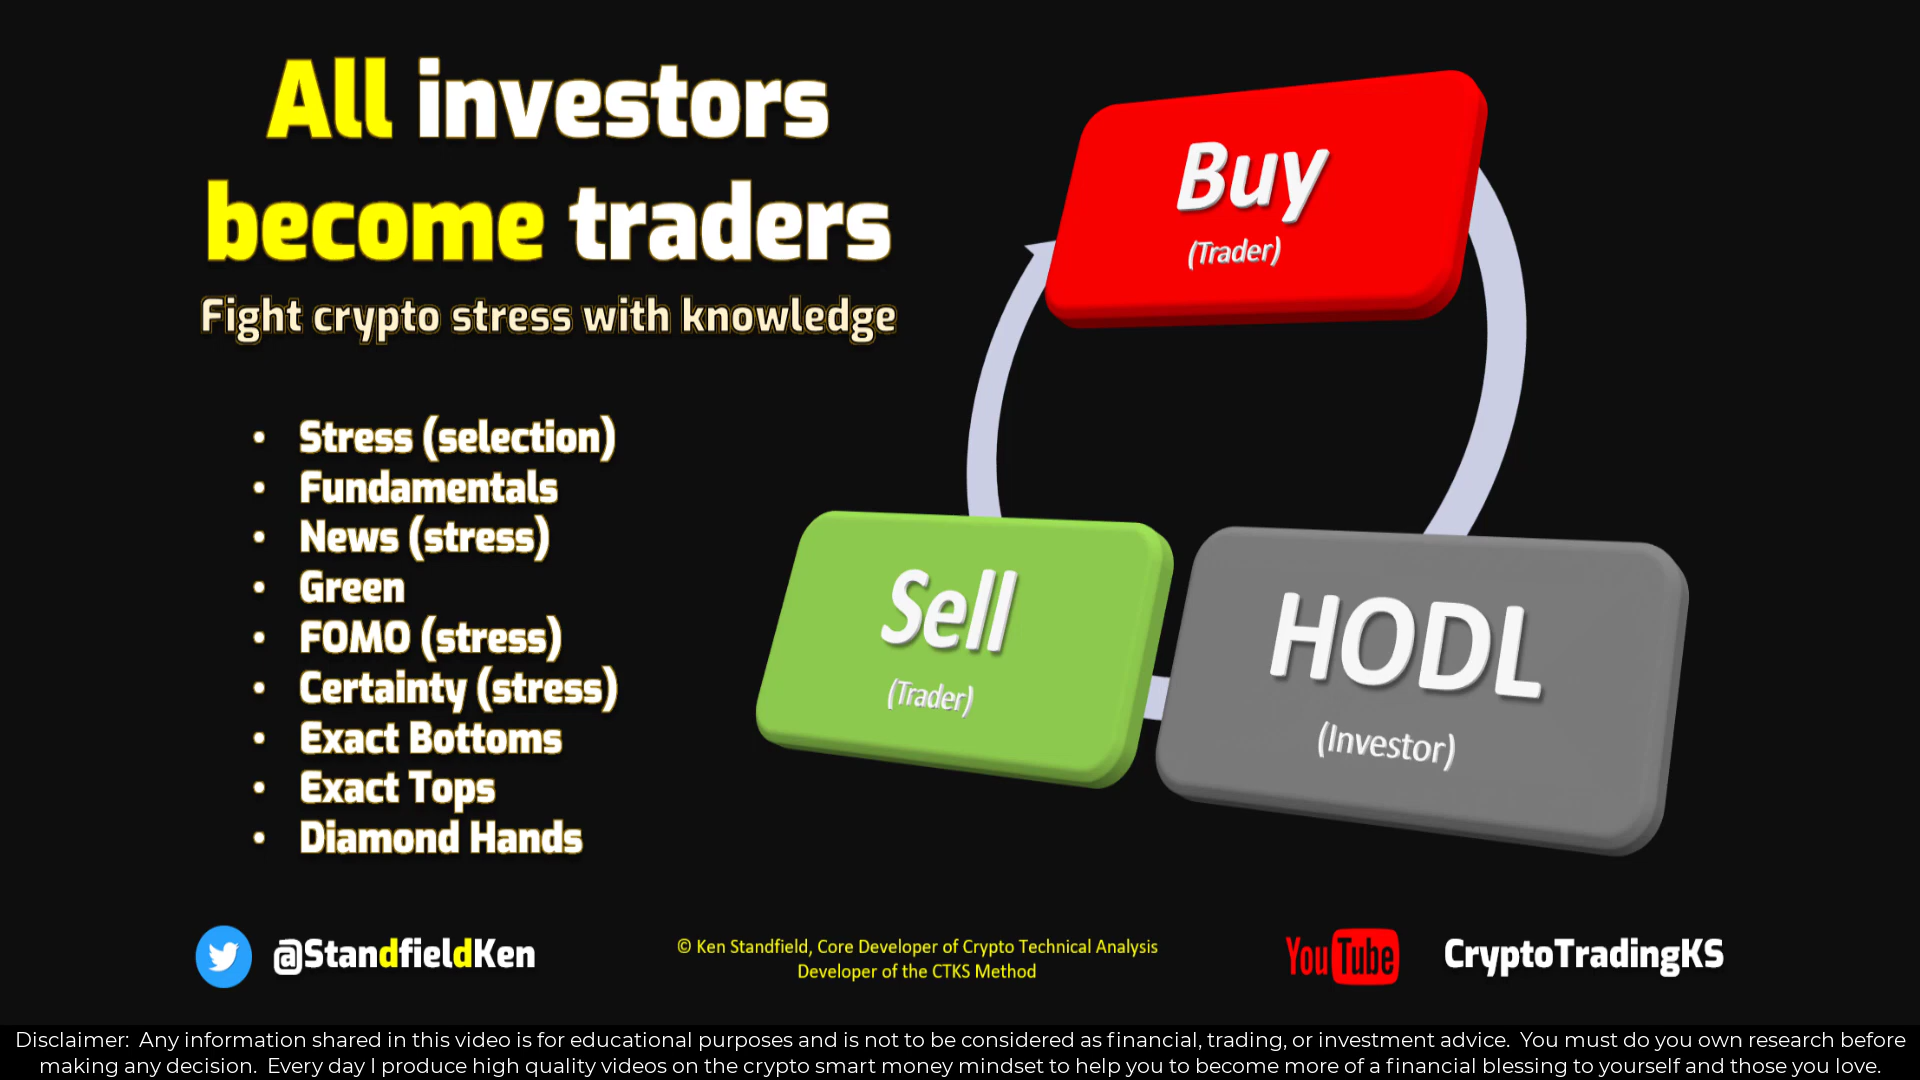 All investors
become traders
Fight crypto stress with knowledge
• Stress (selection)
• Fundamentals
• News (stress)
• Green
• FOMO (stress)
• Certainty (stress)
• Exact Bottoms
• Exact Tops
• Diamond Hands
Buy
(Trader)
Sell
(Trader)
HODL
(Investor)
@StandfieldKen
© Ken Standfield, Core Developer of Crypto Technical Analysis
Developer of the CTKS Method
YouTube
CryptoTradingKS
Disclaimer: Any information shared in this video is for educational purposes and is not to be considered as financial, trading, or investment advice. You must do you own research before
making any decision. Every day I produce high quality videos on the crypto smart money mindset to help you to become more of a financial blessing to yourself and those you love.